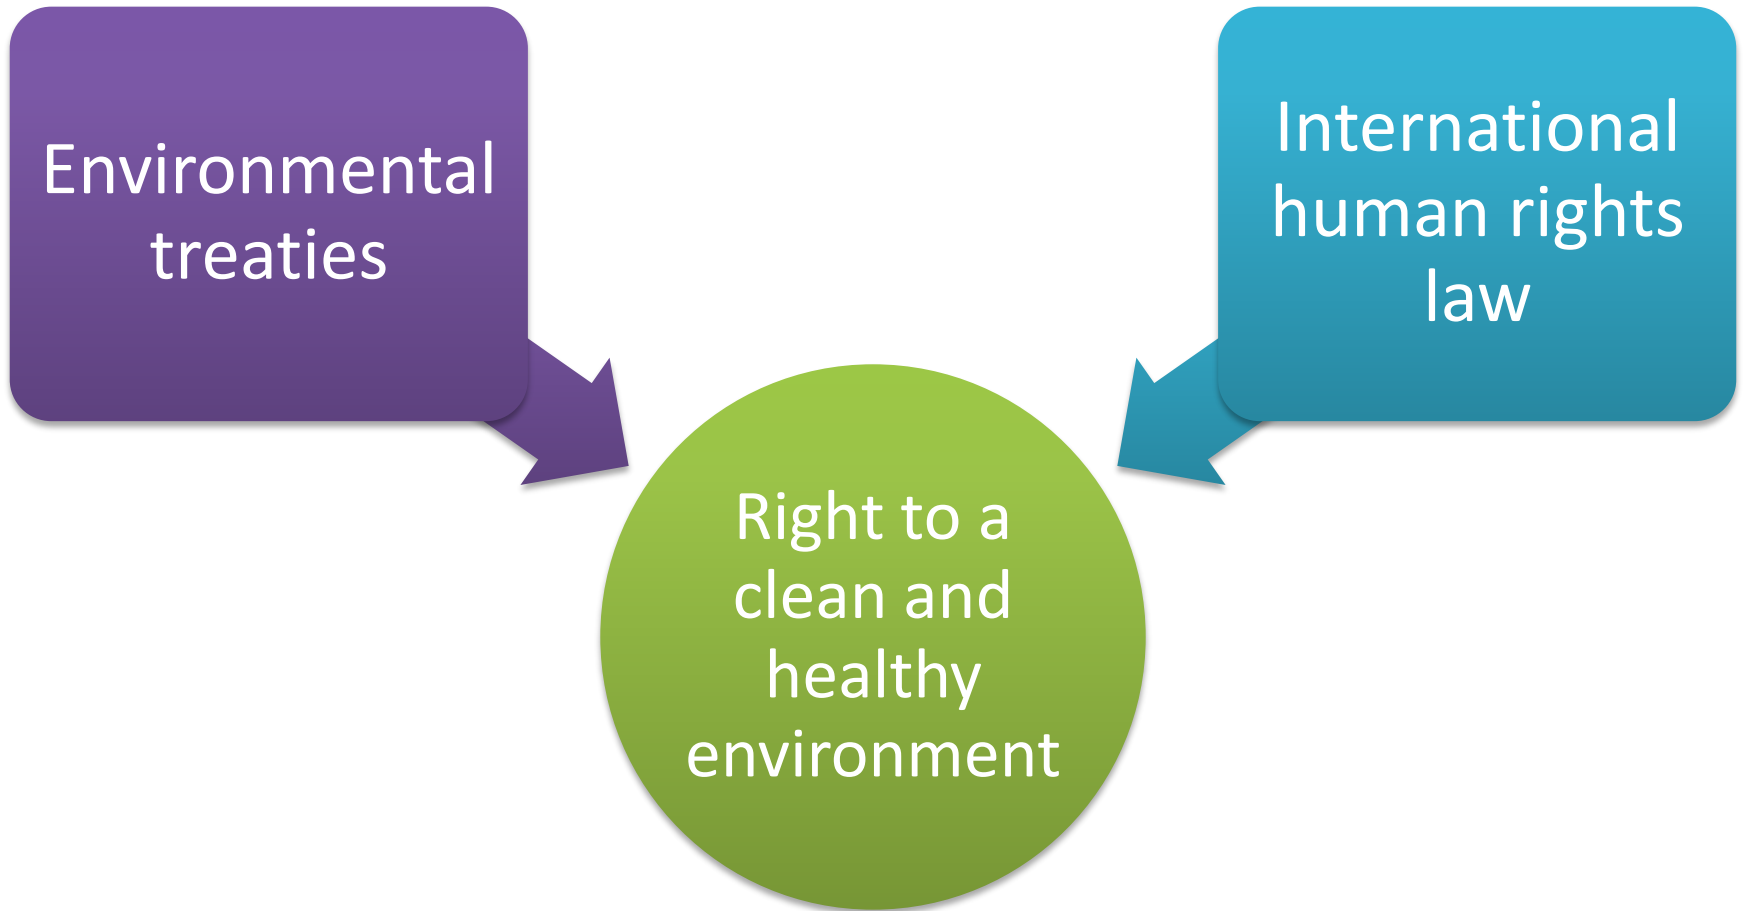 Environmental
treaties
International
human rights
law
Right to a
clean and
healthy
environment